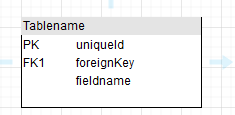 Tablename
PK uniqueId
FK1 foreignKey
fieldname